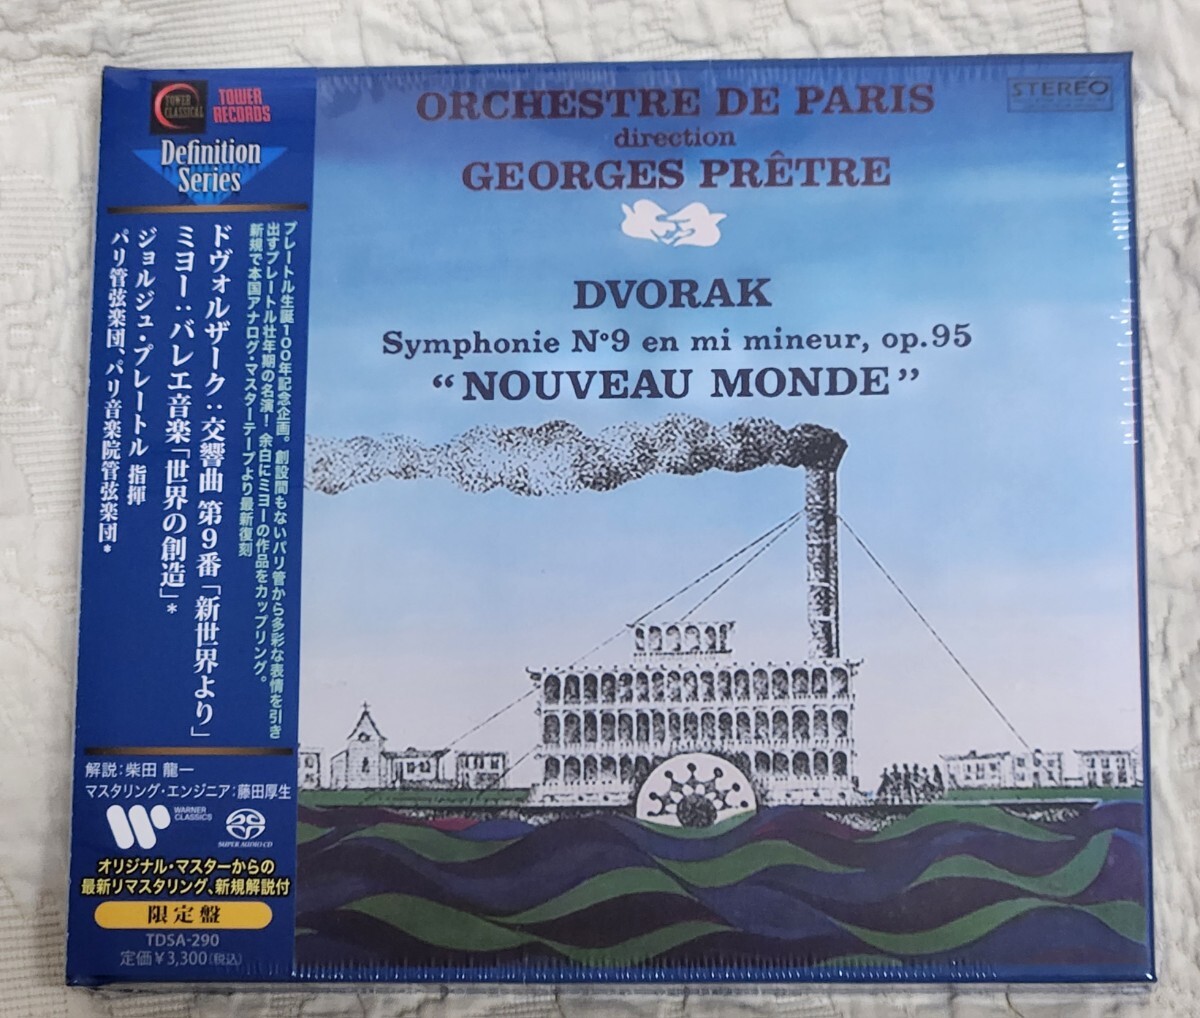 TOWER CLASSICAL
TOWER
RECORDS
Definition
Series
プレートル生誕100年記念企画。創設間もないパリ管から多彩な表情を引き
出すプレートル壮年期の名演！余白にミヨーの作品をカップリング。
新規で本国アナログ・マスターテープより最新復刻
ドヴォルザーク：交響曲 第9番「新世界より」
ミヨー：バレエ音楽「世界の創造」*
ジョルジュ・プレートル 指揮
パリ管弦楽団、パリ音楽院管弦楽団*
解説：柴田 龍一
マスタリング・エンジニア：藤田厚生
WARNER
CLASSICS
SUPER AUDIO CD
オリジナル・マスターからの
最新リマスタリング、新規解説付
限定盤
TDSA-290
定価¥3,300(税込)
ORCHESTRE DE PARIS
direction
GEORGES PRÊTRE
STEREO
DVORAK
Symphonie N°9 en mi mineur, op.95
“NOUVEAU MONDE”